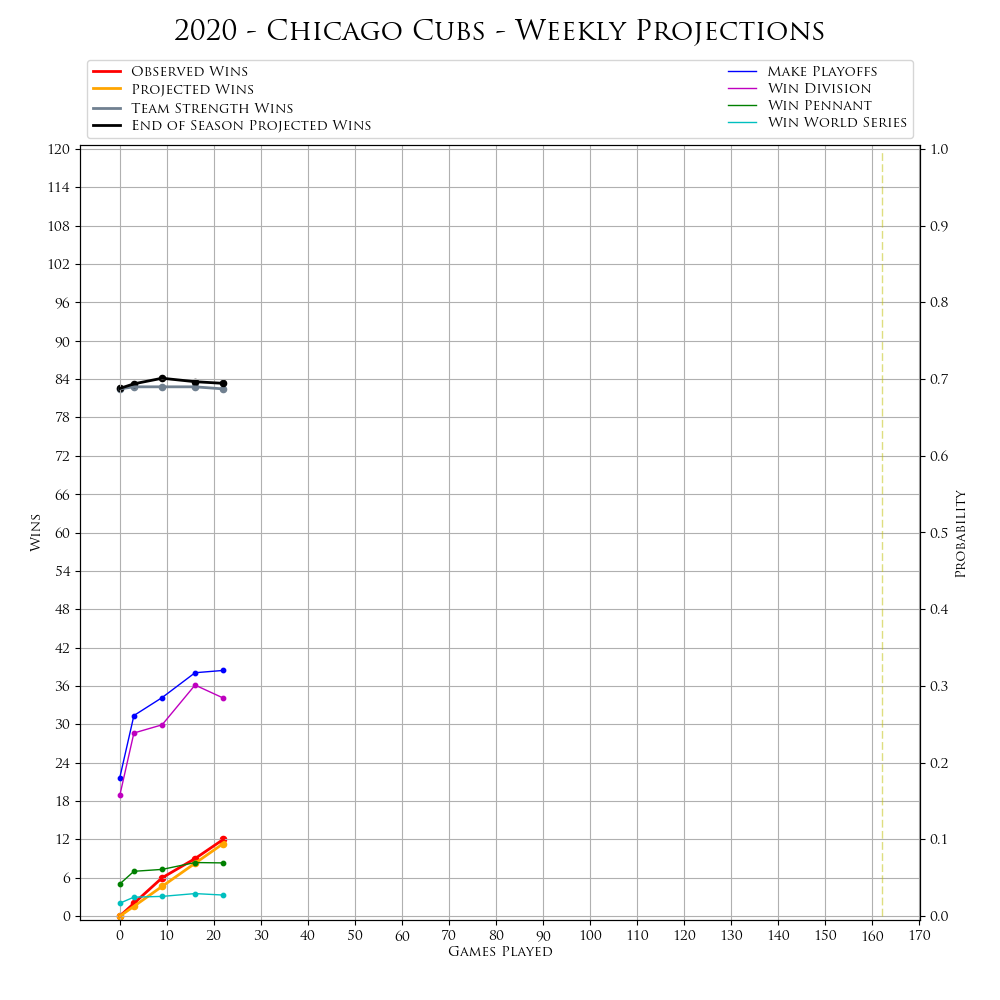 2020 - Chicago Cubs - Weekly Projections
Observed Wins
Projected Wins
Team Strength Wins
End of Season Projected Wins
Make Playoffs
Win Division
Win Pennant
Win World Series
120
114
108
102
96
90
84
78
72
66
60
54
48
42
36
30
24
18
12
6
0
Wins
1.0
0.9
0.8
0.7
0.6
0.5
0.4
0.3
0.2
0.1
0.0
Probability
0 10 20 30 40 50 60 70 80 90 100 110 120 130 140 150 160 170
Games Played